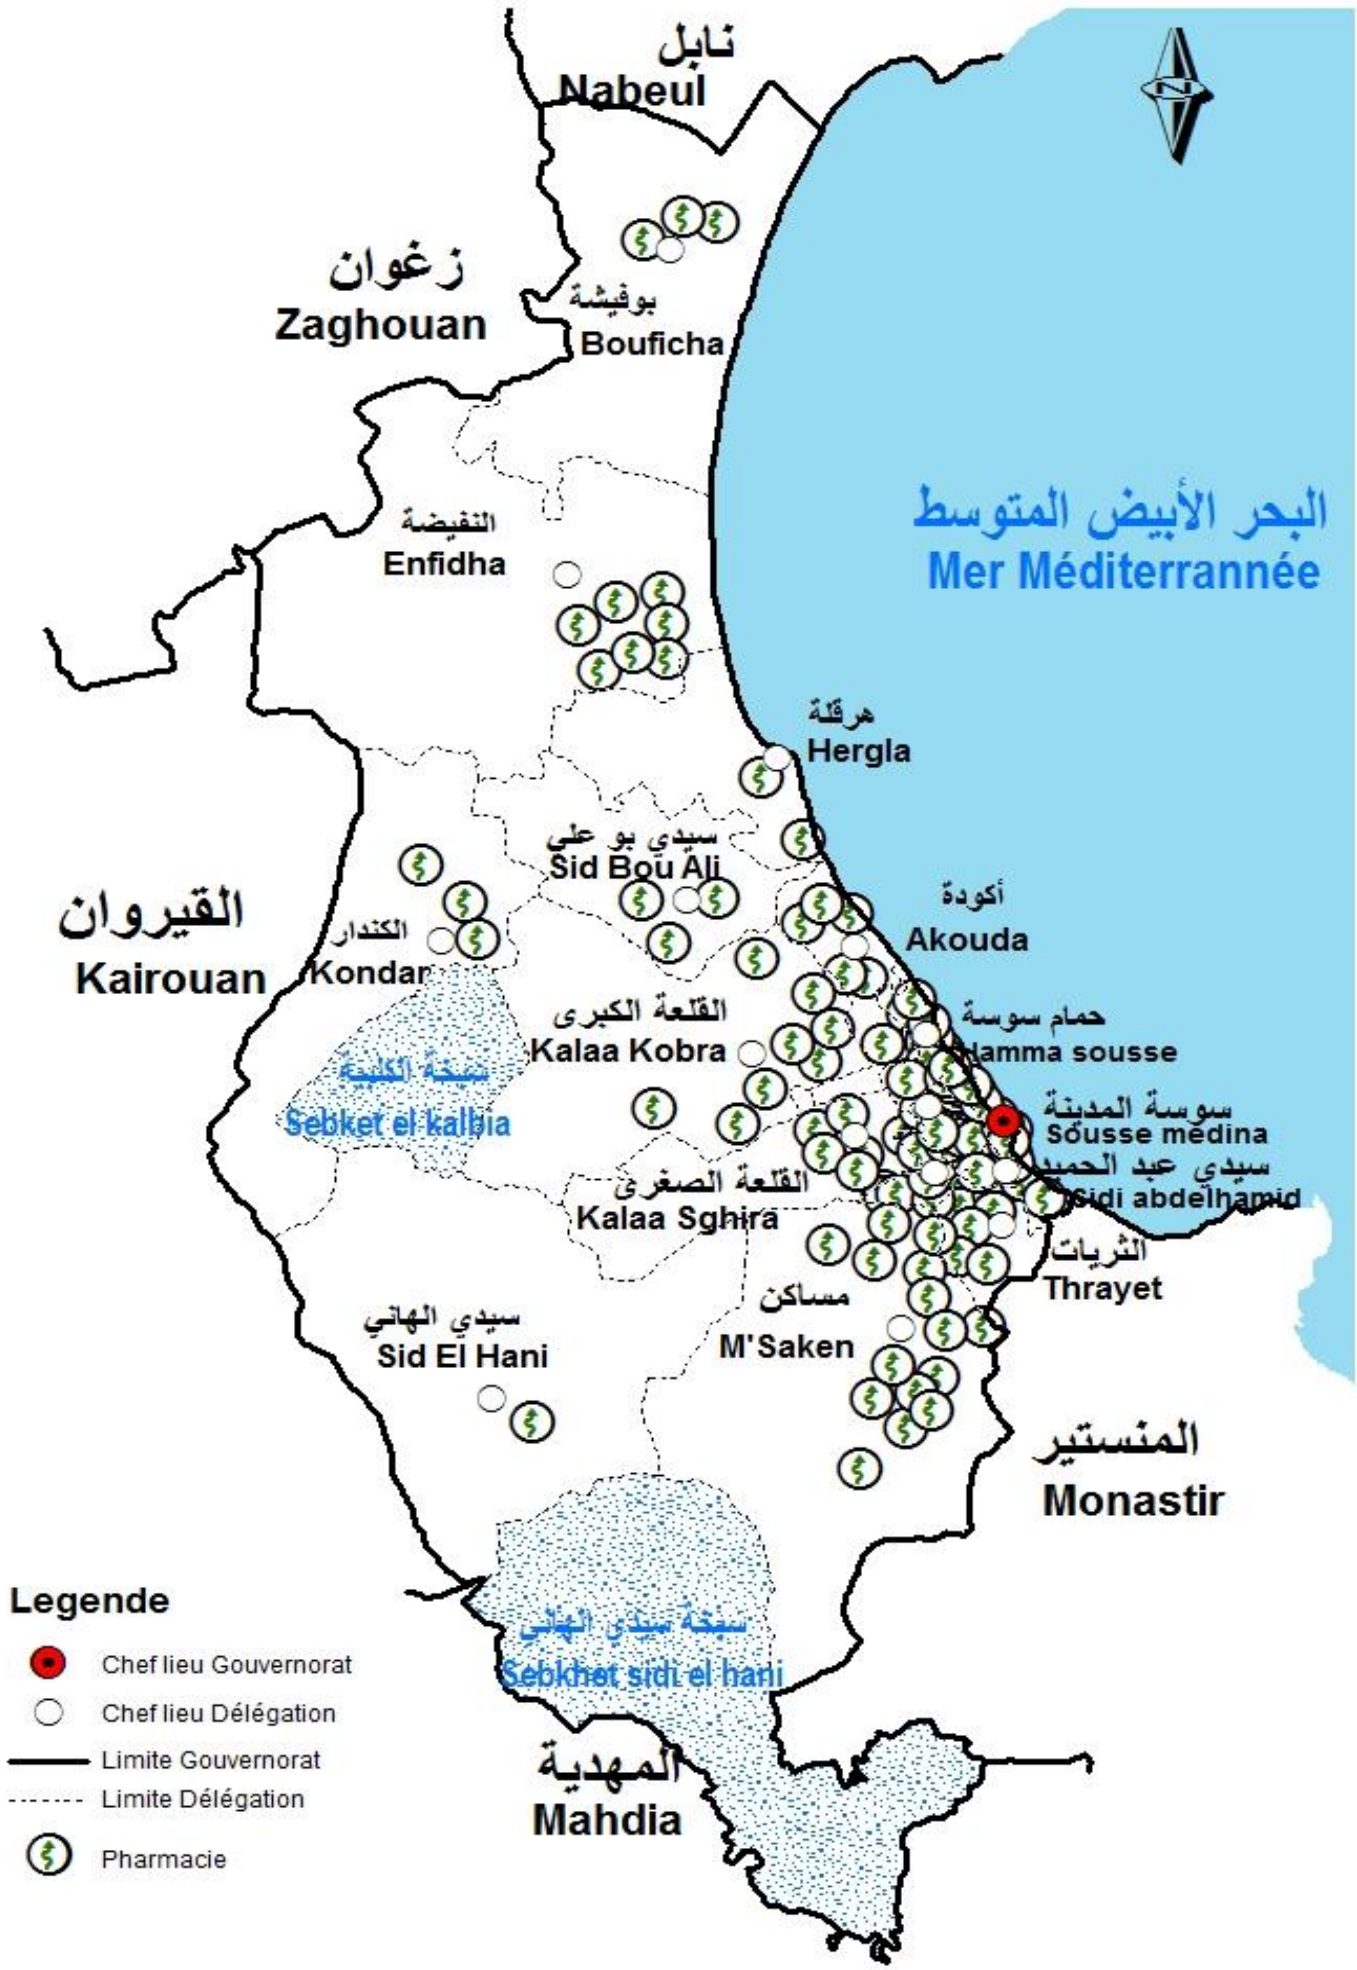 نابل
Nabeul
N
زغوان
Zaghouan
بوفيشة
Bouficha
النفيضة
Enfidha
البحر الأبيض المتوسط
Mer Méditerrannée
هرقلة
Hergla
سيدي بو علي
Sid Bou Ali
القيروان
Kairouan
الكندار
Kondar
أكودة
Akouda
القلعة الكبرى
Kalaa Kobra
حمام سوسة
Hamma sousse
سبخة الكلبية
Sebket el kalbia
سوسة المدينة
Sousse médina
سيدي عبد الحميد
Sidi abdelhamid
القلعة الصغرى
Kalaa Sghira
الثريات
Thrayet
مساكن
M'Saken
سيدي الهاني
Sid El Hani
المنستير
Monastir
سبخة سيدي الهاني
Sebkhet sidi el hani
المهدية
Mahdia
Legende
Chef lieu Gouvernorat
Chef lieu Délégation
Limite Gouvernorat
Limite Délégation
Pharmacie